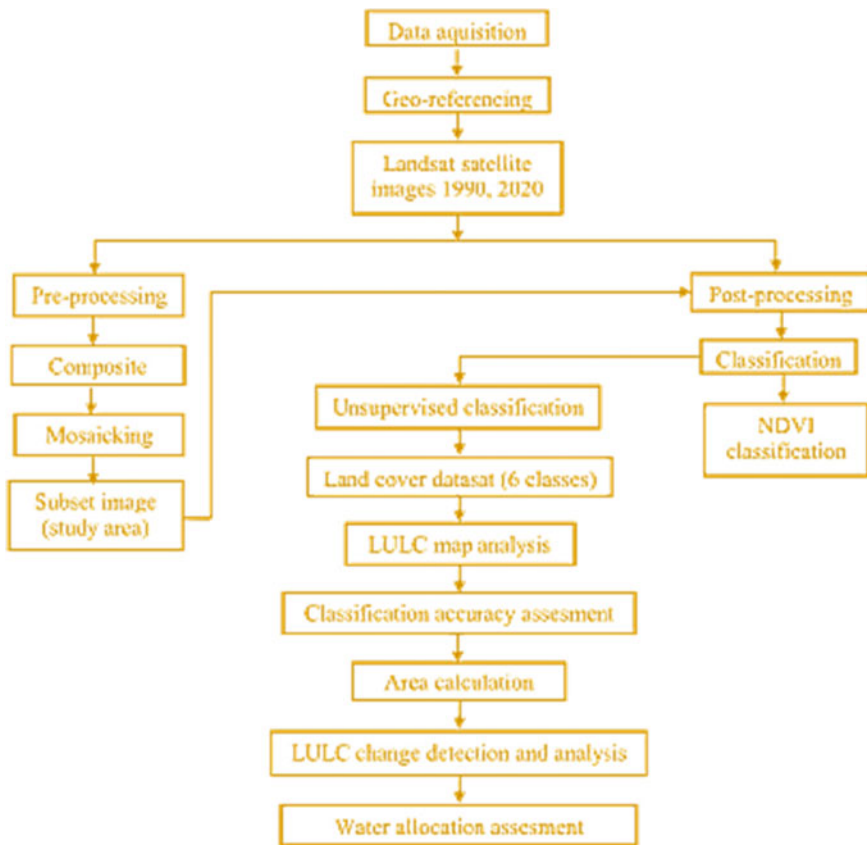 Data aquisition
Geo-referencing
Landsat satellite
images 1990, 2020
Pre-processing
Composite
Mosaicking
Subset image
(study area)
Post-processing
Classification
NDVI
classification
Unsupervised classification
Land cover datasat (6 classes)
LULC map analysis
Classification accuracy assesment
Area calculation
LULC change detection and analysis
Water allocation assesment